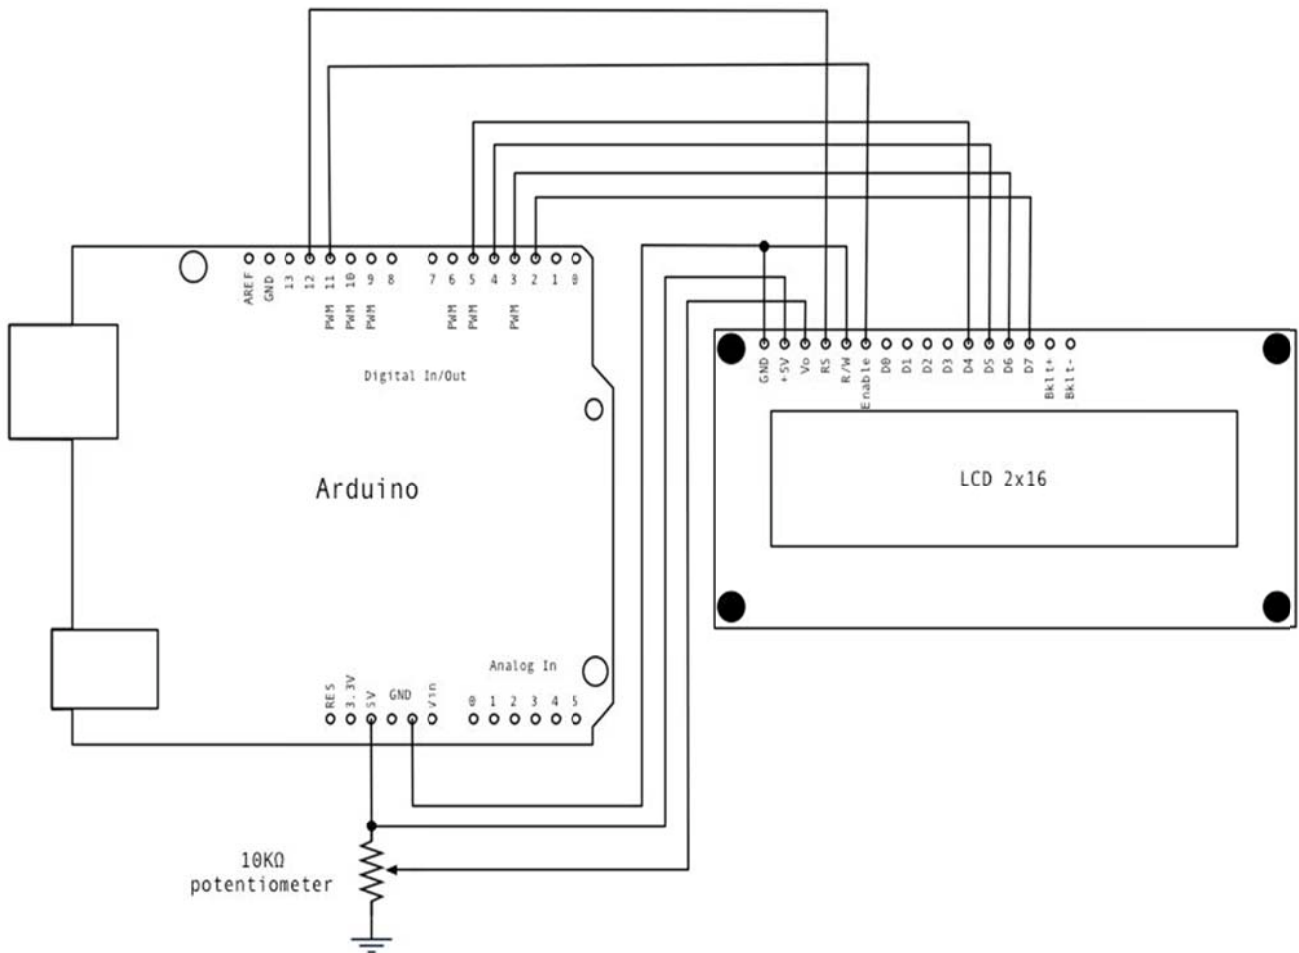 AREF
GND
13
12
PWM 11
PWM 10
PWM 9
8
7
PWM 6
PWM 5
4
PWM 3
2
1
0
Digital In/Out
GND
+5V
Vo
RS
R/W
Enable
D0
D1
D2
D3
D4
D5
D6
D7
Bklt+
Bklt-
LCD 2x16
Arduino
Analog In
RES
3.3V
5V
GND
Vin
0 1 2 3 4 5
10KΩ
potentiometer